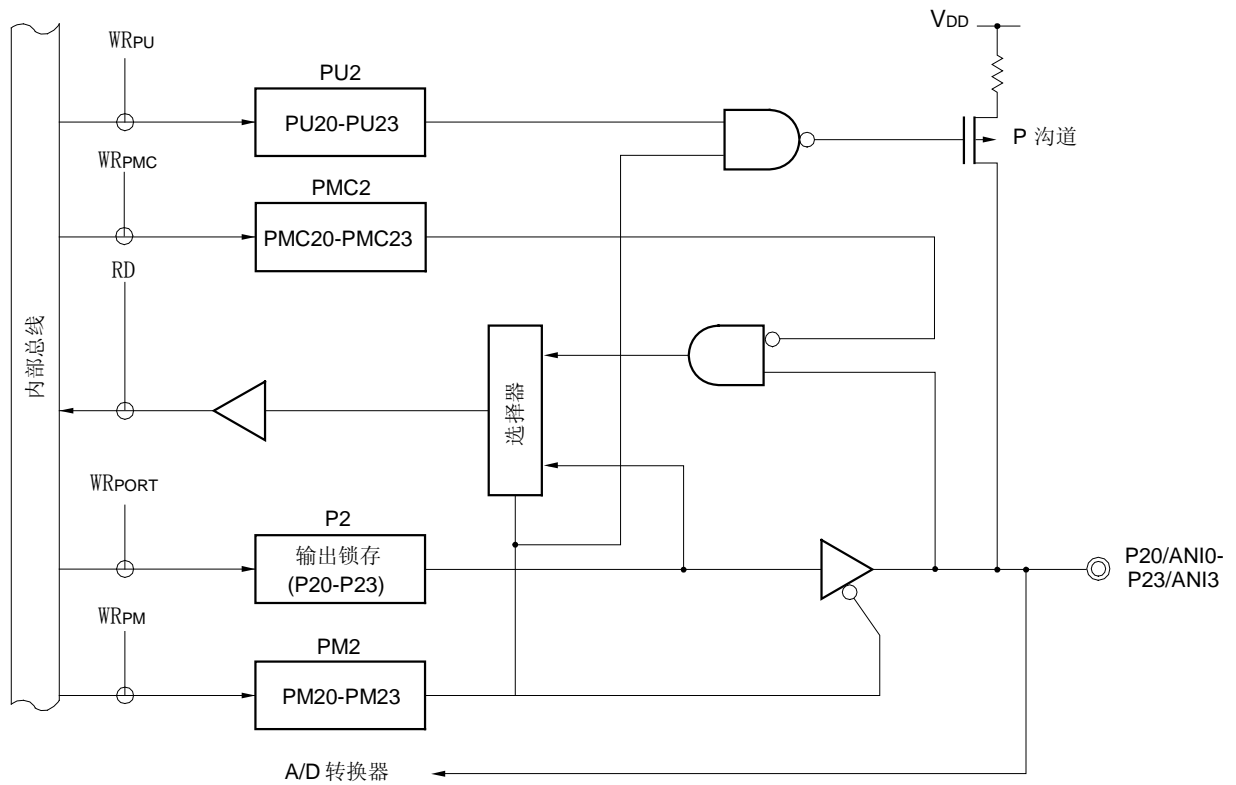 VDD
WRPU
PU2
PU20-PU23
P 沟道
WRPMC
PMC2
PMC20-PMC23
RD
内部总线
选择器
WRPORT
P2
输出锁存
(P20-P23)
P20/ANI0-
P23/ANI3
WRPM
PM2
PM20-PM23
A/D 转换器